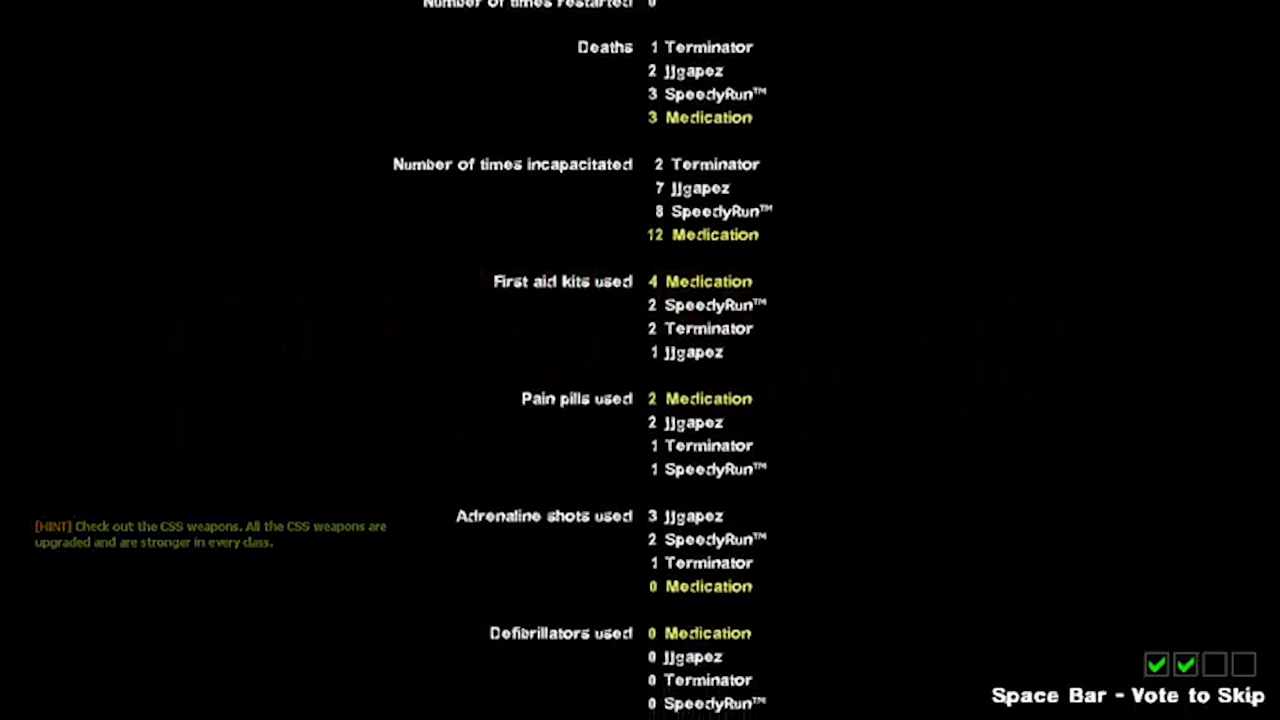 Number of times restarted 0
Deaths 1 Terminator
2 jjgapez
3 SpeedyRun™
3 Medication
Number of times incapacitated 2 Terminator
7 jjgapez
8 SpeedyRun™
12 Medication
First aid kits used 4 Medication
2 SpeedyRun™
2 Terminator
1 jjgapez
Pain pills used 2 Medication
2 jjgapez
1 Terminator
1 SpeedyRun™
Adrenaline shots used 3 jjgapez
2 SpeedyRun™
1 Terminator
0 Medication
[HINT] Check out the CSS weapons. All the CSS weapons are
upgraded and are stronger in every class.
Defibrillators used 0 Medication
0 jjgapez
0 Terminator
0 SpeedyRun™
Space Bar - Vote to Skip